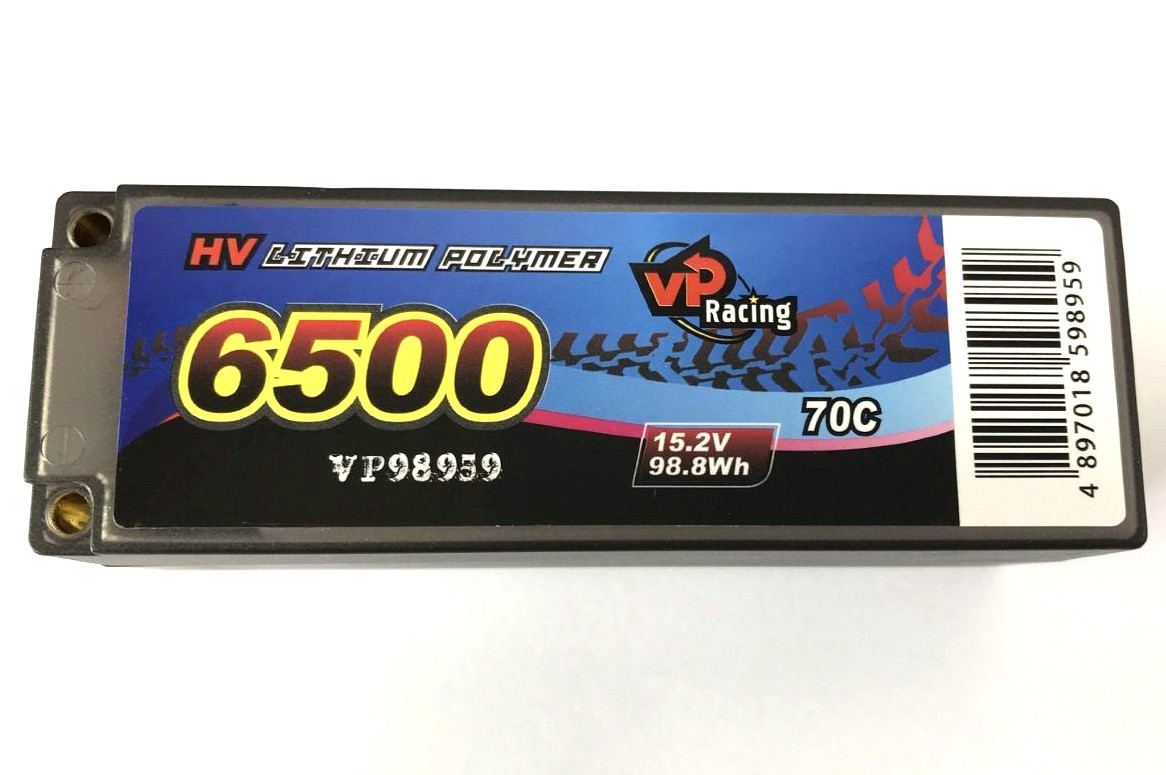 HV LITHIUM POLYMER
VP
Racing
6500
70C
15.2V
98.8Wh
VP98959
4 897018 598959
+
-